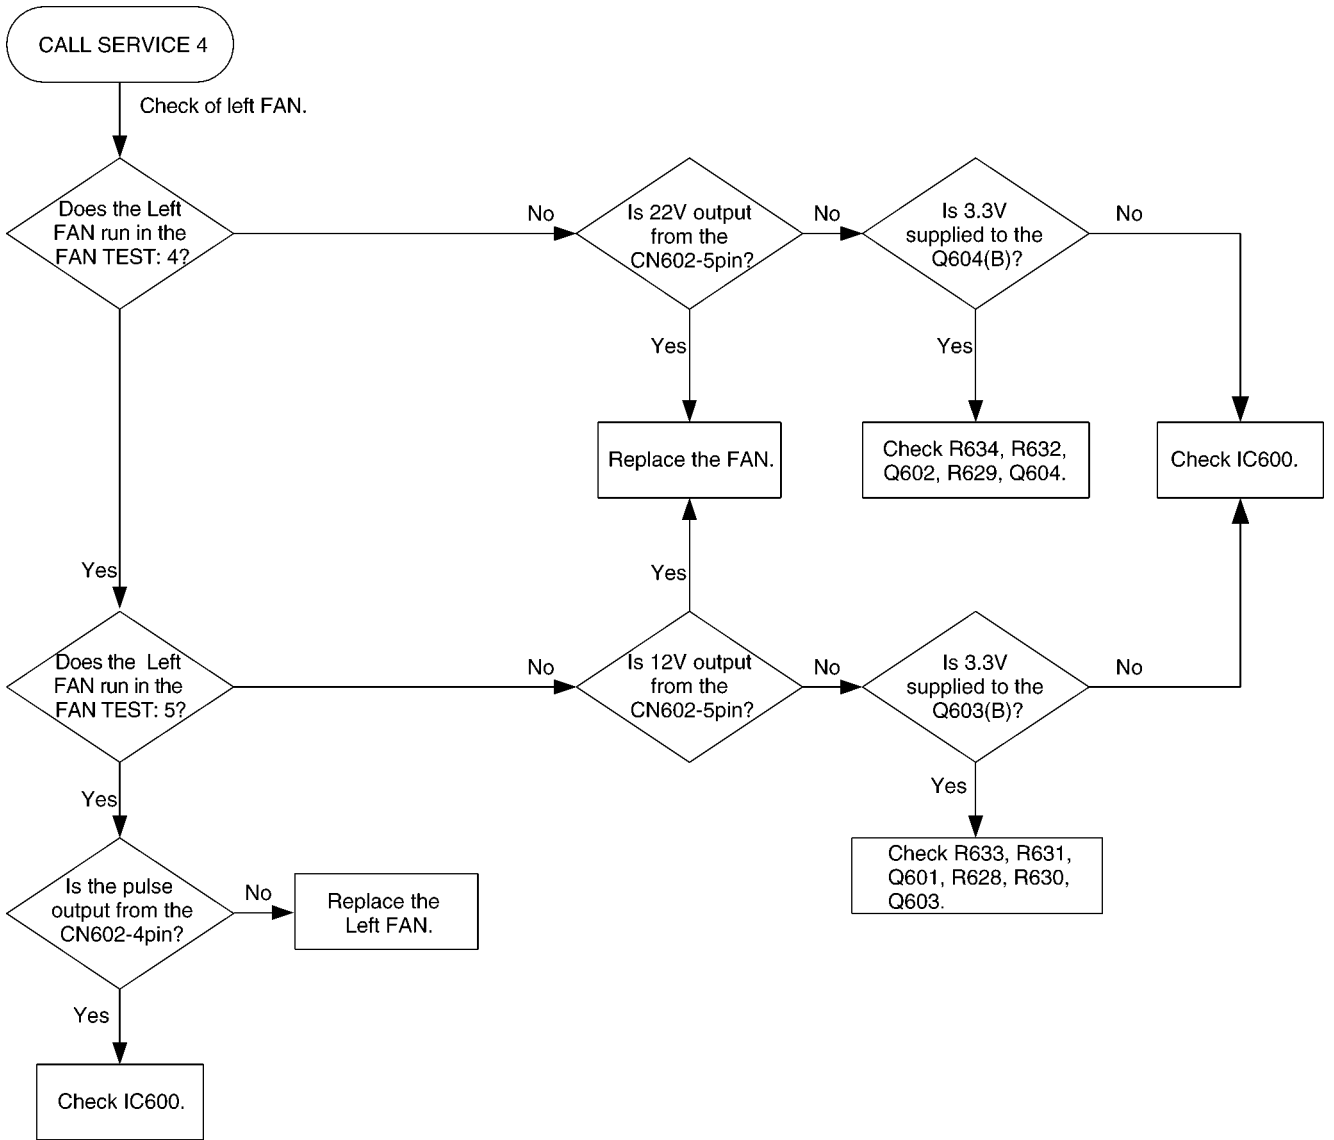 CALL SERVICE 4
Check of left FAN.
Does the Left
FAN run in the
FAN TEST: 4?
No
Is 22V output
from the
CN602-5pin?
No
Is 3.3V
supplied to the
Q604(B)?
No
Yes
Yes
Replace the FAN.
Check R634, R632,
Q602, R629, Q604.
Check IC600.
Yes
Yes
Does the Left
FAN run in the
FAN TEST: 5?
No
Is 12V output
from the
CN602-5pin?
No
Is 3.3V
supplied to the
Q603(B)?
No
Yes
Yes
Check R633, R631,
Q601, R628, R630,
Q603.
Is the pulse
output from the
CN602-4pin?
No
Replace the
Left FAN.
Yes
Check IC600.